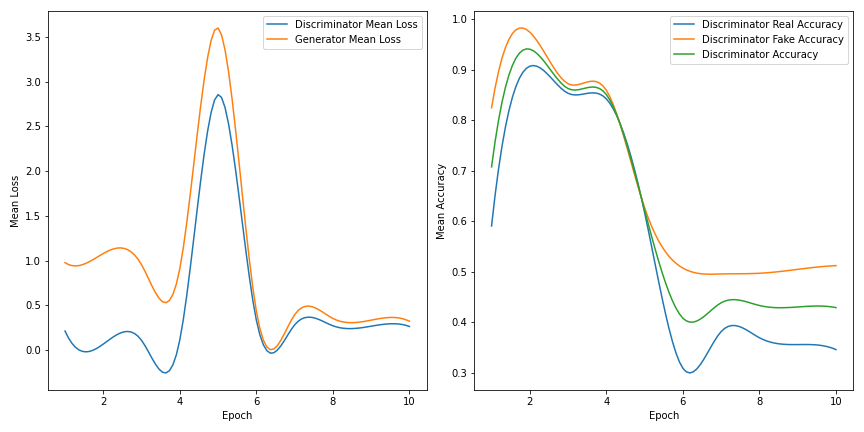 Discriminator Mean Loss
Generator Mean Loss
3.5
3.0
2.5
2.0
1.5
1.0
0.5
0.0
Mean Loss
2 4 6 8 10
Epoch
Discriminator Real Accuracy
Discriminator Fake Accuracy
Discriminator Accuracy
1.0
0.9
0.8
0.7
0.6
0.5
0.4
0.3
Mean Accuracy
2 4 6 8 10
Epoch